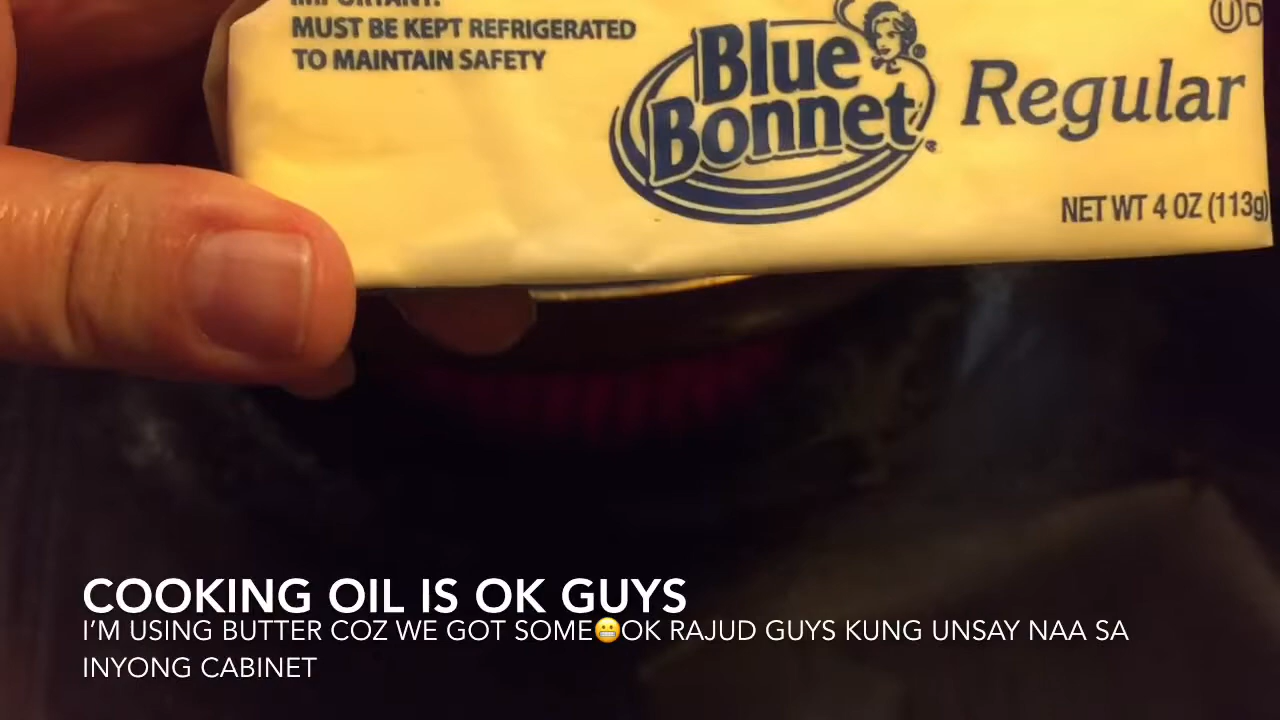 IMPORTANT:
MUST BE KEPT REFRIGERATED
TO MAINTAIN SAFETY
Blue
Bonnet
Regular
NET WT 4 OZ (113g)
COOKING OIL IS OK GUYS
I'M USING BUTTER COZ WE GOT SOME😬OK RAJUD GUYS KUNG UNSAY NAA SA
INYONG CABINET